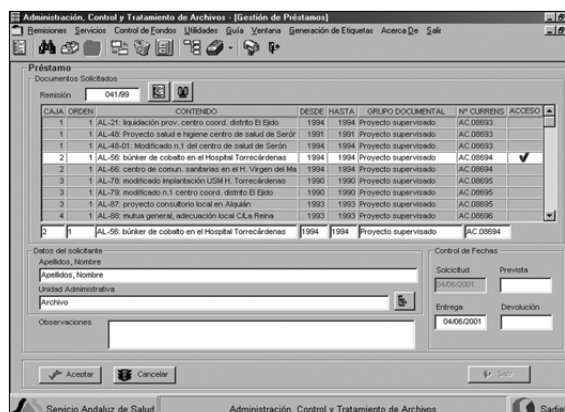 Administración, Control y Tratamiento de Archivos - [Gestión de Préstamos]
Remisiones Servicios Control de Fondos Utilidades Guía Ventana Generación de Etiquetas Acerca De Salir
Préstamo
Documentos Solicitados
Remisión 041/99
CAJA ORDEN CONTENIDO DESDE HASTA GRUPO DOCUMENTAL Nº CURRENS ACCESO
1 1 AL-21: liquidación prov. centro coord. distrito El Ejido 1994 1994 Proyecto supervisado AC.08693
1 1 AL-48: Proyecto salud e higiene centro de salud de Serór 1991 1991 Proyecto supervisado AC.08693
1 1 AL-48-01: Modificado n.1 del centro de salud de Serón 1994 1994 Proyecto supervisado AC.08693
2 1 AL-56: búnker de cobalto en el Hospital Torrecárdenas 1994 1994 Proyecto supervisado AC.08694
2 1 AL-66: centro de comun. sanitarias en el H. Virgen del Ma 1994 1994 Proyecto supervisado AC.08694
3 1 AL-78: modificado implantación USM H. Torrecárdenas 1990 1990 Proyecto supervisado AC.08695
3 1 AL-79: modificado n.1 centro coord. distrito El Ejido 1990 1990 Proyecto supervisado AC.08695
3 1 AL-87: proyecto consultorio local en Alquián 1993 1993 Proyecto supervisado AC.08695
4 1 AL-88: mutua general, adecuación local C/La Reina 1993 1993 Proyecto supervisado AC.08696
2 1 AL-56: búnker de cobalto en el Hospital Torrecárdenas 1994 1994 Proyecto supervisado AC.08694
Datos del solicitante
Apellidos, Nombre
Apellidos, Nombre
Unidad Administrativa
Archivo
Observaciones
Control de Fechas
Solcicitud Prevista
04/06/2001
Entrega Devolución
04/06/2001
Aceptar Cancelar Salir
Servicio Andaluz de Salud Administración, Control y Tratamiento de Archivos Sadie